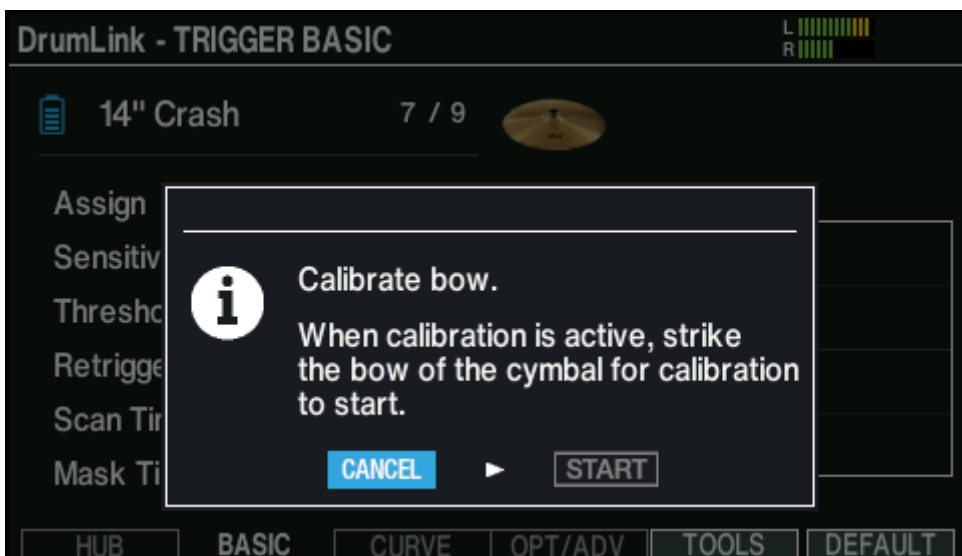 DrumLink - TRIGGER BASIC
L
R
14" Crash 7 / 9
Assign
Sensitiv
Thresho
Retrigge
Scan Tir
Mask Ti
i
Calibrate bow.
When calibration is active, strike
the bow of the cymbal for calibration
to start.
CANCEL ► START
HUB BASIC CURVE OPT/ADV TOOLS DEFAULT